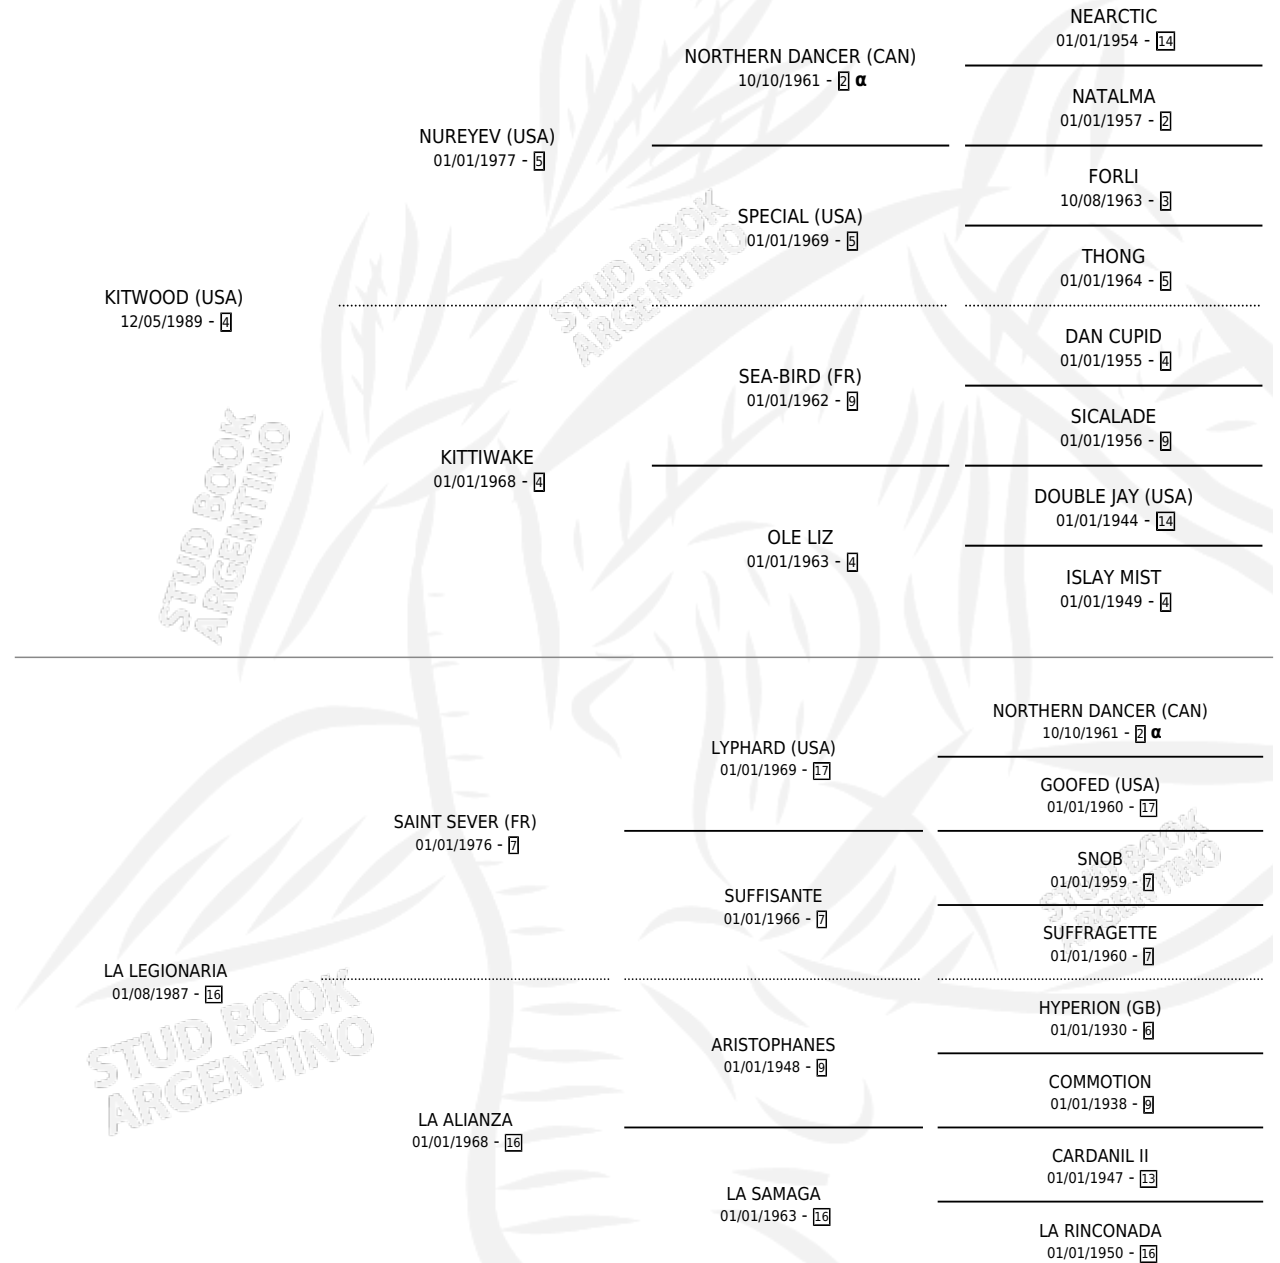 NEARCTIC
01/01/1954 - 14
NORTHERN DANCER (CAN)
10/10/1961 - 2 α
NATALMA
01/01/1957 - 2
NUREYEV (USA)
01/01/1977 - 5
FORLI
10/08/1963 - 3
SPECIAL (USA)
01/01/1969 - 5
THONG
01/01/1964 - 5
KITWOOD (USA)
12/05/1989 - 4
DAN CUPID
01/01/1955 - 4
SEA-BIRD (FR)
01/01/1962 - 9
SICALADE
01/01/1956 - 9
KITTIWAKE
01/01/1968 - 4
DOUBLE JAY (USA)
01/01/1944 - 14
OLE LIZ
01/01/1963 - 4
ISLAY MIST
01/01/1949 - 4
NORTHERN DANCER (CAN)
10/10/1961 - 2 α
LYPHARD (USA)
01/01/1969 - 17
GOOFED (USA)
01/01/1960 - 17
SAINT SEVER (FR)
01/01/1976 - 7
SNOB
01/01/1959 - 7
SUFFISANTE
01/01/1966 - 7
SUFFRAGETTE
01/01/1960 - 7
LA LEGIONARIA
01/08/1987 - 16
HYPERION (GB)
01/01/1930 - 6
ARISTOPHANES
01/01/1948 - 9
COMMOTION
01/01/1938 - 9
LA ALIANZA
01/01/1968 - 16
CARDANIL II
01/01/1947 - 13
LA SAMAGA
01/01/1963 - 16
LA RINCONADA
01/01/1950 - 16
STUD BOOK
ARGENTINO
STUD BOOK
ARGENTINO
STUD BOOK
ARGENTINO
STUD BOOK
ARGENTINO